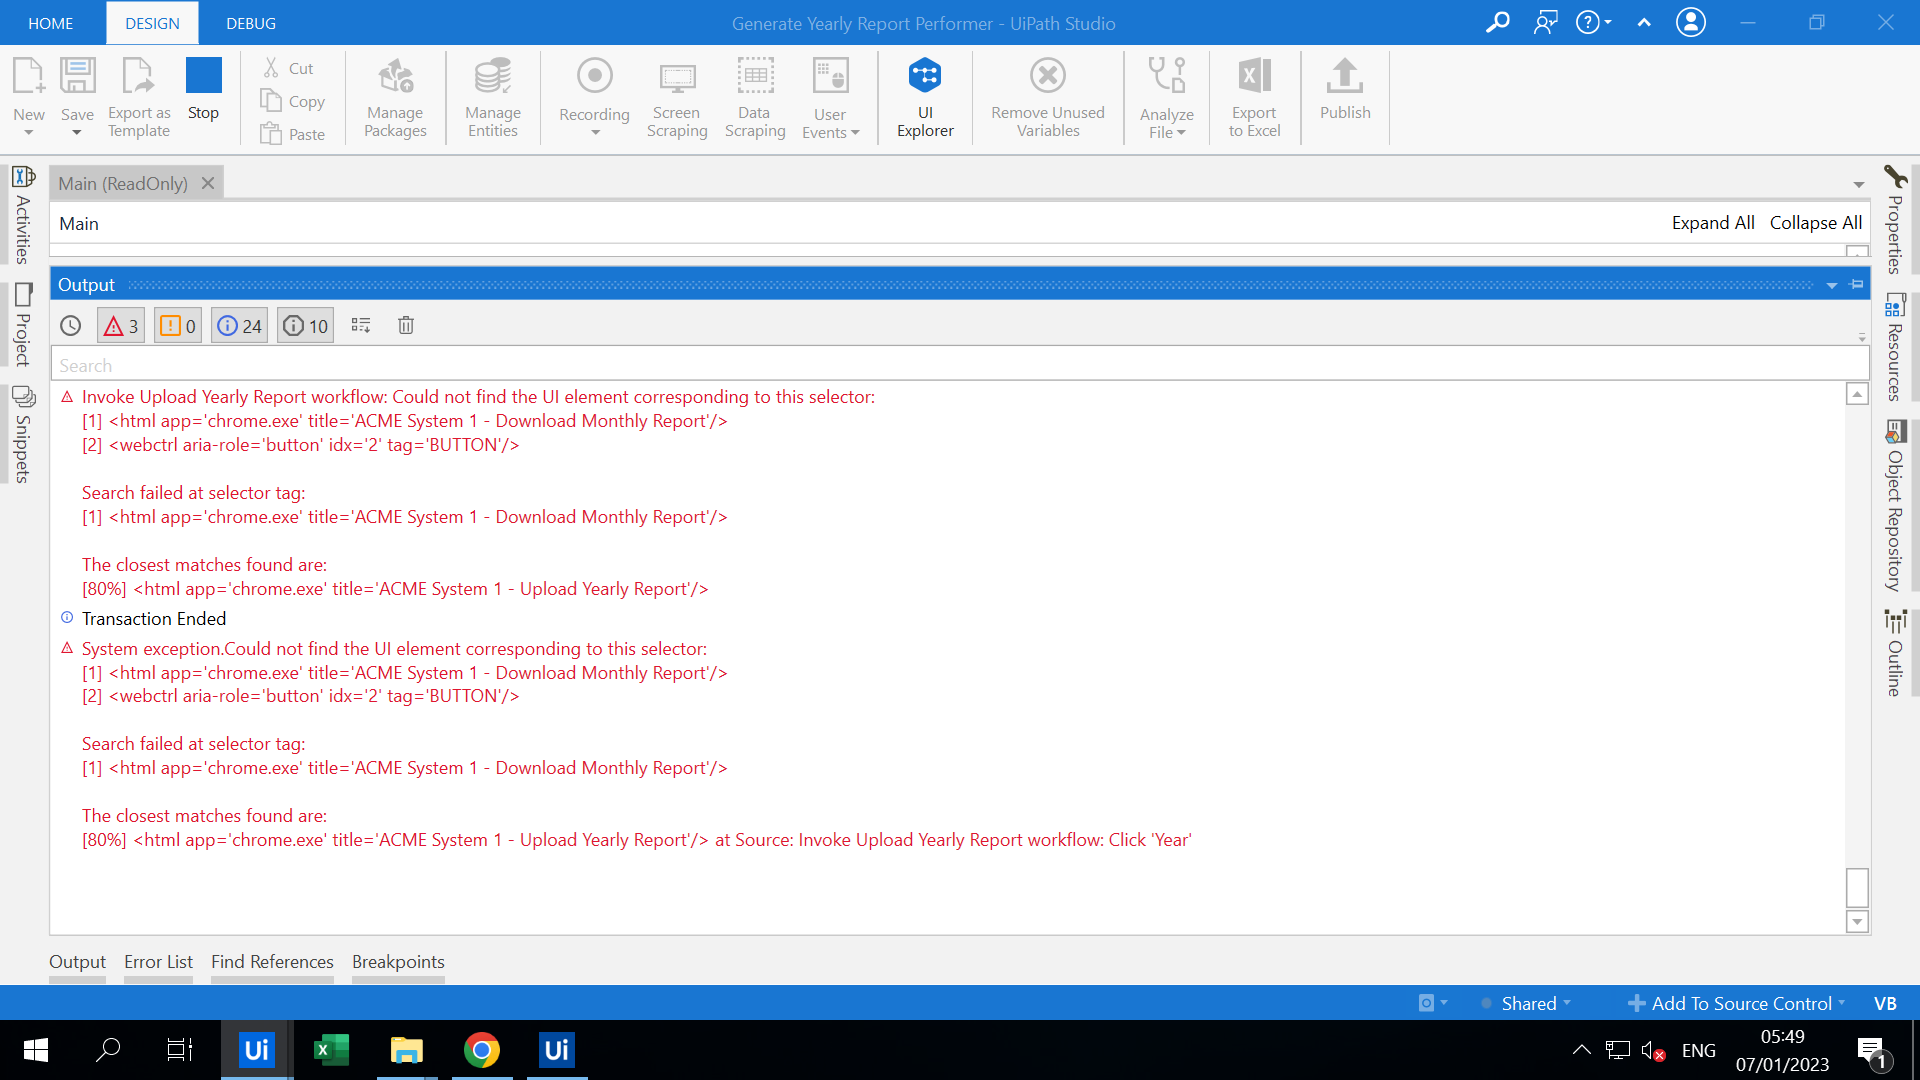 HOME
DESIGN
DEBUG
Generate Yearly Report Performer - UiPath Studio
New
Save
Export as
Template
Stop
Cut
Copy
Paste
Manage
Packages
Manage
Entities
Recording
Screen
Scraping
Data
Scraping
User
Events
UI
Explorer
Remove Unused
Variables
Analyze
File
Export
to Excel
Publish
Main (ReadOnly)
Main
Expand All
Collapse All
Activities
Project
Snippets
Properties
Resources
Object Repository
Outline
Output
3
0
24
10
Search
Invoke Upload Yearly Report workflow: Could not find the UI element corresponding to this selector:
[1] <html app='chrome.exe' title='ACME System 1 - Download Monthly Report'/>
[2] <webctrl aria-role='button' idx='2' tag='BUTTON'/>
Search failed at selector tag:
[1] <html app='chrome.exe' title='ACME System 1 - Download Monthly Report'/>
The closest matches found are:
[80%] <html app='chrome.exe' title='ACME System 1 - Upload Yearly Report'/>
Transaction Ended
System exception.Could not find the UI element corresponding to this selector:
[1] <html app='chrome.exe' title='ACME System 1 - Download Monthly Report'/>
[2] <webctrl aria-role='button' idx='2' tag='BUTTON'/>
Search failed at selector tag:
[1] <html app='chrome.exe' title='ACME System 1 - Download Monthly Report'/>
The closest matches found are:
[80%] <html app='chrome.exe' title='ACME System 1 - Upload Yearly Report'/> at Source: Invoke Upload Yearly Report workflow: Click 'Year'
Output
Error List
Find References
Breakpoints
Shared
Add To Source Control
VB
Ui
Ui
ENG
05:49
07/01/2023
1